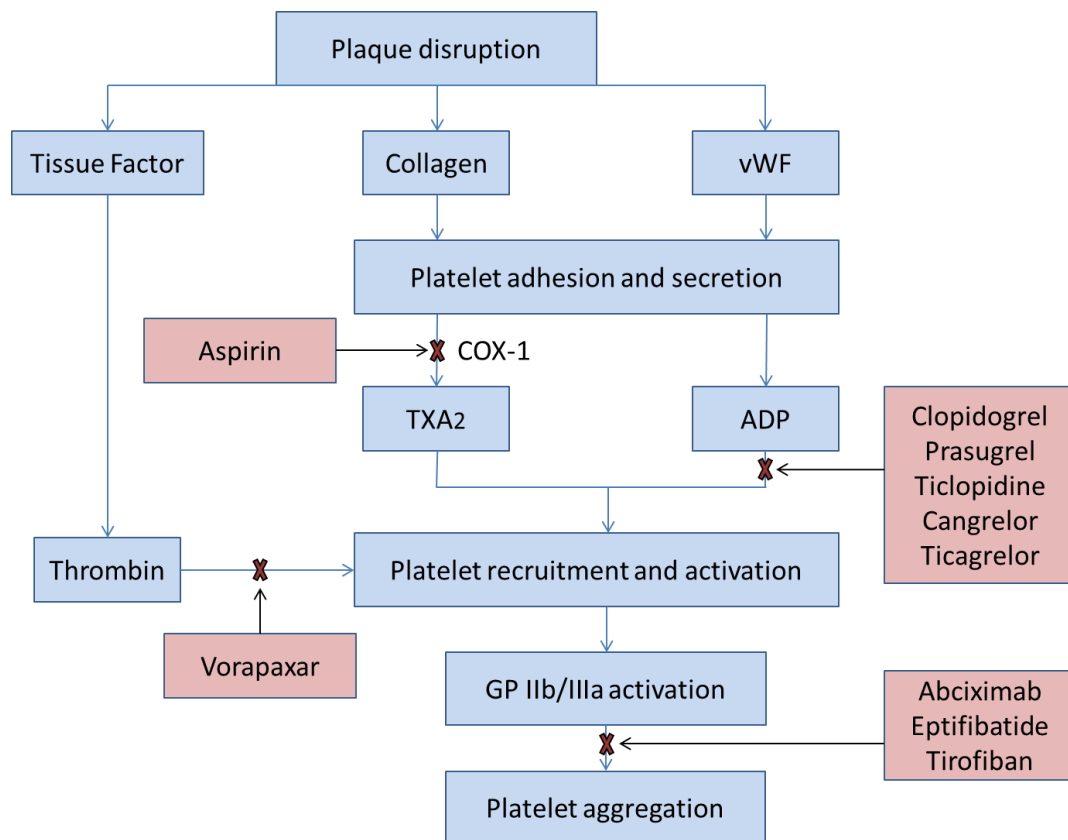 Plaque disruption
Tissue Factor
Collagen
vWF
Platelet adhesion and secretion
Aspirin
COX-1
TXA2
ADP
Clopidogrel
Prasugrel
Ticlopidine
Cangrelor
Ticagrelor
Thrombin
Platelet recruitment and activation
Vorapaxar
GP IIb/IIIa activation
Abciximab
Eptifibatide
Tirofiban
Platelet aggregation